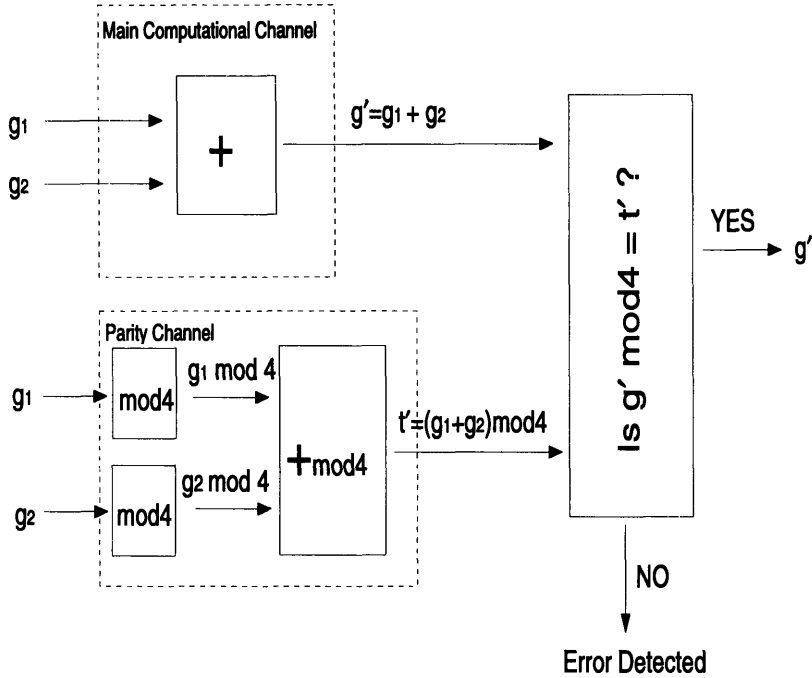 Main Computational Channel
g1
g2
+
g′=g1 + g2
Is g′ mod4 = t′ ?
YES
g′
Parity Channel
g1
mod4
g1 mod 4
g2
mod4
g2 mod 4
+mod4
t′=(g1+g2)mod4
NO
Error Detected